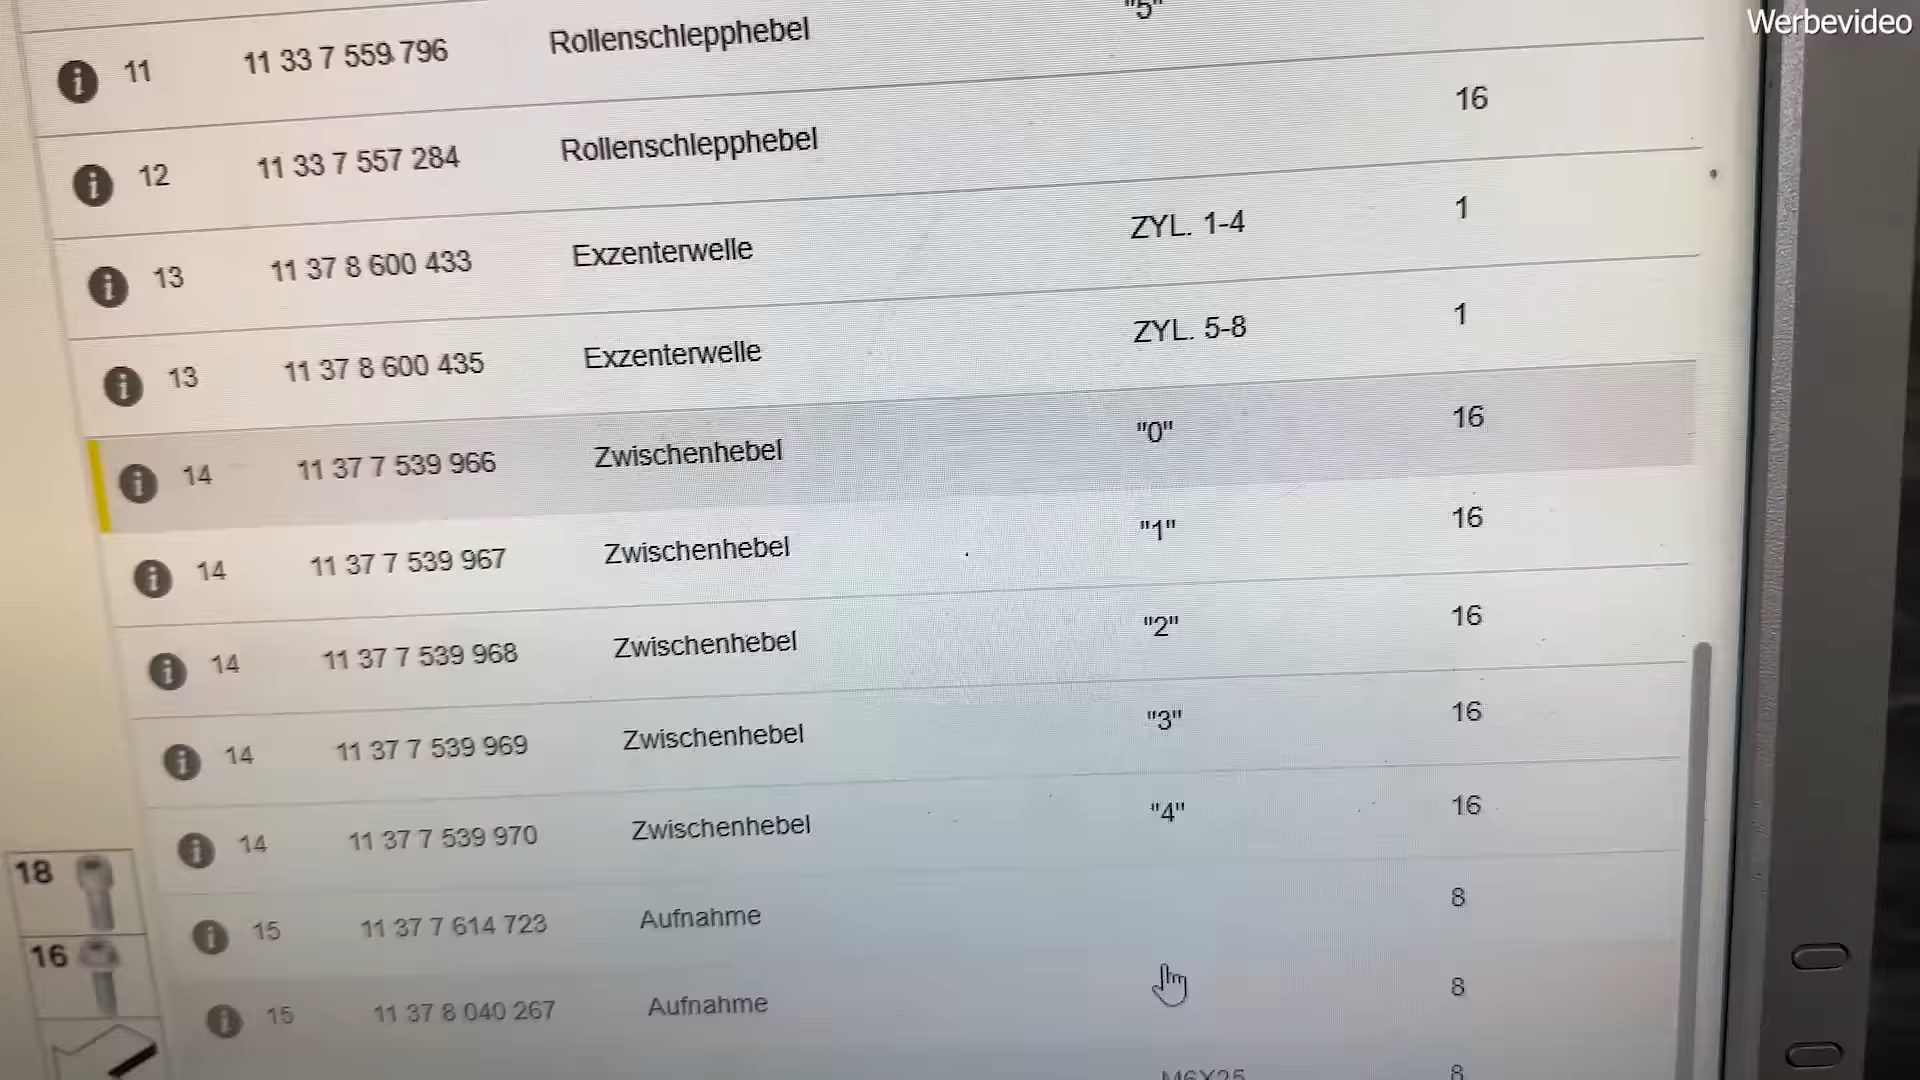 Werbevideo
11 11 33 7 559 796 Rollenschlepphebel "5"
12 11 33 7 557 284 Rollenschlepphebel 16
13 11 37 8 600 433 Exzenterwelle ZYL. 1-4 1
13 11 37 8 600 435 Exzenterwelle ZYL. 5-8 1
14 11 37 7 539 966 Zwischenhebel "0" 16
14 11 37 7 539 967 Zwischenhebel "1" 16
14 11 37 7 539 968 Zwischenhebel "2" 16
14 11 37 7 539 969 Zwischenhebel "3" 16
14 11 37 7 539 970 Zwischenhebel "4" 16
15 11 37 7 614 723 Aufnahme 8
15 11 37 8 040 267 Aufnahme 8
M6X25 8
18
16